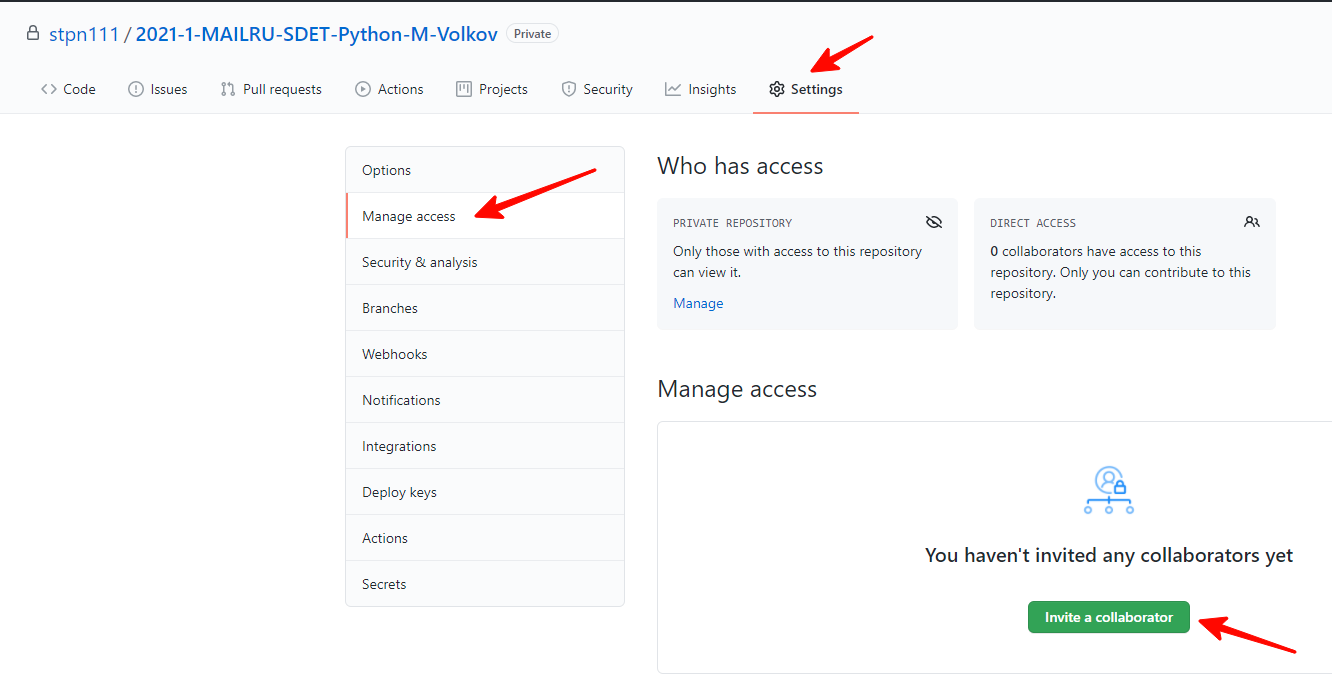 stpn111 / 2021-1-MAILRU-SDET-Python-M-Volkov Private
Code Issues Pull requests Actions Projects Security Insights Settings
Options
Manage access
Security & analysis
Branches
Webhooks
Notifications
Integrations
Deploy keys
Actions
Secrets
Who has access
PRIVATE REPOSITORY
Only those with access to this repository
can view it.
Manage
DIRECT ACCESS
0 collaborators have access to this
repository. Only you can contribute to this
repository.
Manage access
You haven't invited any collaborators yet
Invite a collaborator